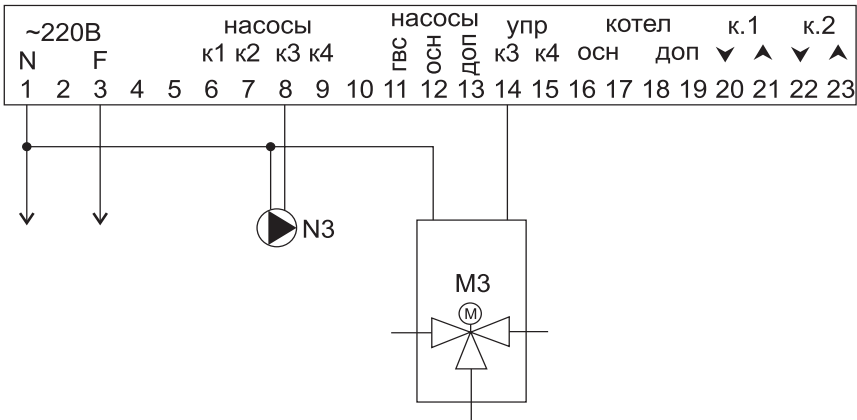 ~220В насосы насосы упр котел к.1 к.2
N F к1 к2 к3 к4 гвс осн доп к3 к4 осн доп
1 2 3 4 5 6 7 8 9 10 11 12 13 14 15 16 17 18 19 20 21 22 23
N3
М3
М